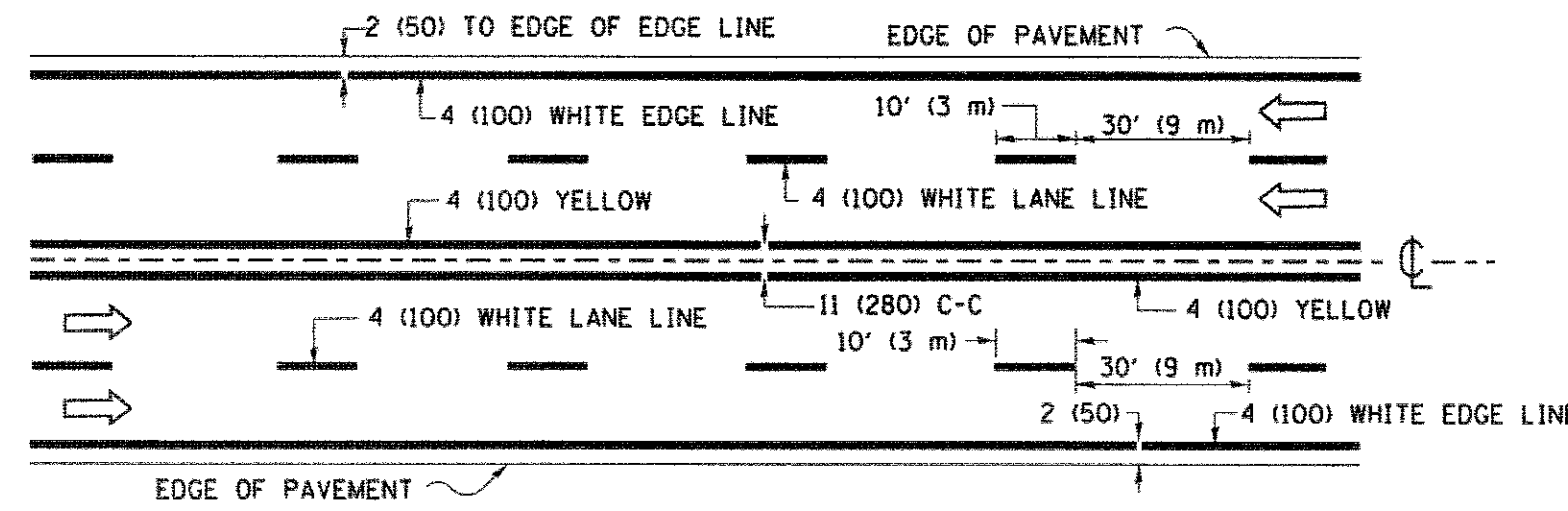 2 (50) TO EDGE OF EDGE LINE
EDGE OF PAVEMENT
4 (100) WHITE EDGE LINE
10' (3 m)
30' (9 m)
4 (100) YELLOW
4 (100) WHITE LANE LINE
CL
11 (280) C-C
4 (100) YELLOW
4 (100) WHITE LANE LINE
10' (3 m)
30' (9 m)
2 (50)
4 (100) WHITE EDGE LINE
EDGE OF PAVEMENT